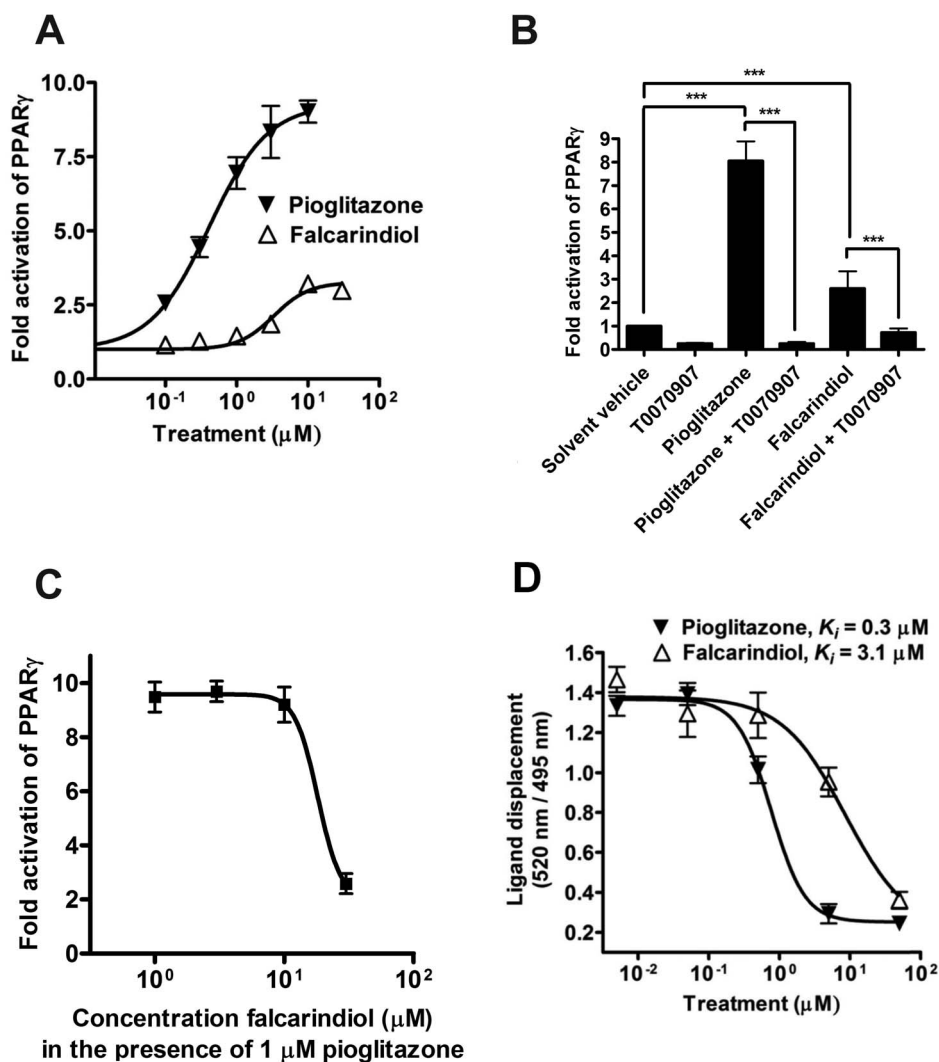 A
Fold activation of PPARγ
10.0
7.5
5.0
2.5
0.0
Pioglitazone
Falcarindiol
10⁻¹ 10⁰ 10¹ 10²
Treatment (μM)
B
Fold activation of PPARγ
9
8
7
6
5
4
3
2
1
0
***
*** ***
***
Solvent vehicle
T0070907
Pioglitazone
Pioglitazone + T0070907
Falcarindiol
Falcarindiol + T0070907
C
Fold activation of PPARγ
10
8
6
4
2
0
10⁰ 10¹ 10²
Concentration falcarindiol (μM)
in the presence of 1 μM pioglitazone
D
Pioglitazone, Kᵢ = 0.3 μM
Falcarindiol, Kᵢ = 3.1 μM
Ligand displacement
(520 nm / 495 nm)
1.6
1.4
1.2
1.0
0.8
0.6
0.4
0.2
10⁻² 10⁻¹ 10⁰ 10¹ 10²
Treatment (μM)